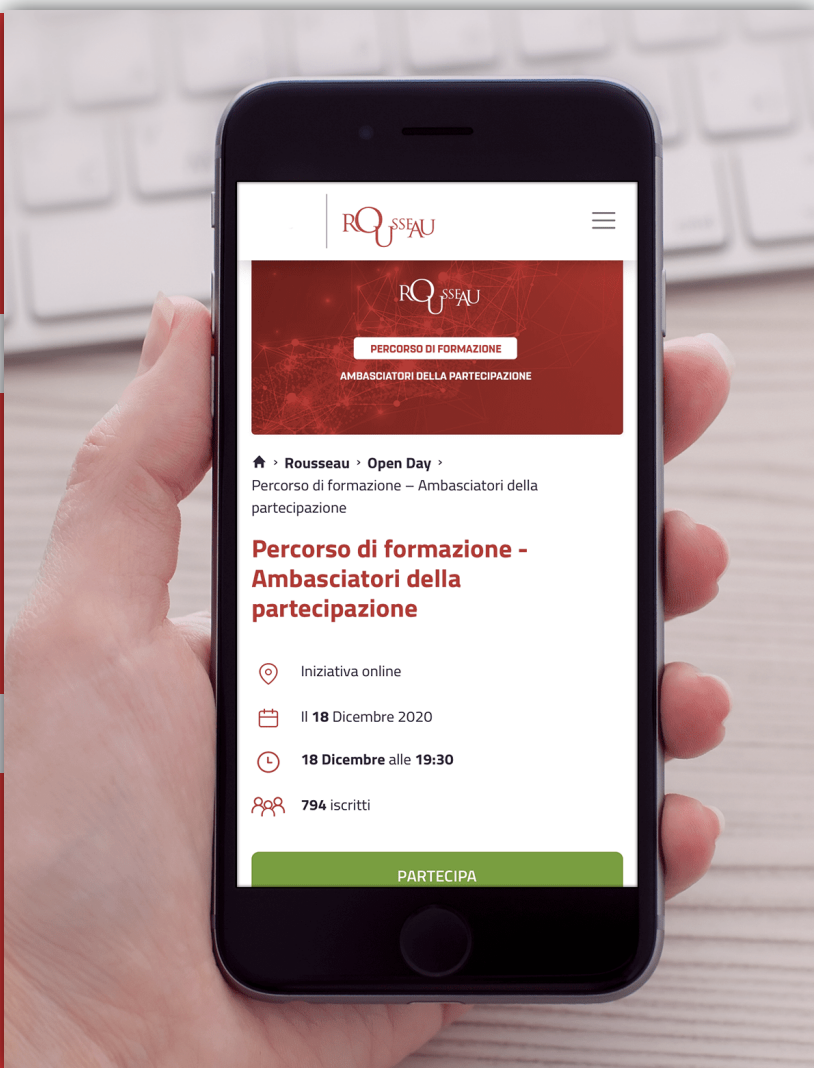 ROUSSEAU
ROUSSEAU
PERCORSO DI FORMAZIONE
AMBASCIATORI DELLA PARTECIPAZIONE
› Rousseau › Open Day ›
Percorso di formazione – Ambasciatori della
partecipazione
Percorso di formazione -
Ambasciatori della
partecipazione
Iniziativa online
Il 18 Dicembre 2020
18 Dicembre alle 19:30
794 iscritti
PARTECIPA